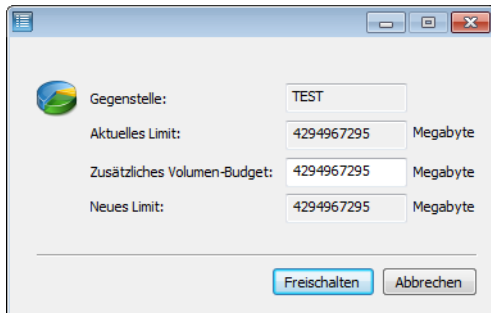 Gegenstelle: TEST
Aktuelles Limit: 4294967295 Megabyte
Zusätzliches Volumen-Budget: 4294967295 Megabyte
Neues Limit: 4294967295 Megabyte
Freischalten Abbrechen